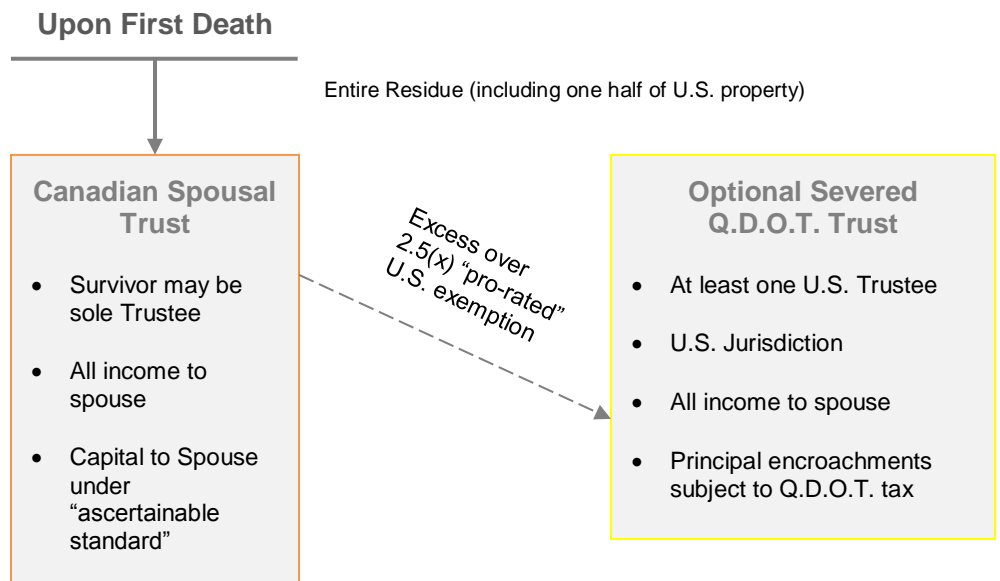 Upon First Death
Entire Residue (including one half of U.S. property)
Canadian Spousal
Trust
• Survivor may be
sole Trustee
• All income to
spouse
• Capital to Spouse
under
“ascertainable
standard”
Excess over
2.5(x) “pro-rated”
U.S. exemption
Optional Severed
Q.D.O.T. Trust
• At least one U.S. Trustee
• U.S. Jurisdiction
• All income to spouse
• Principal encroachments
subject to Q.D.O.T. tax